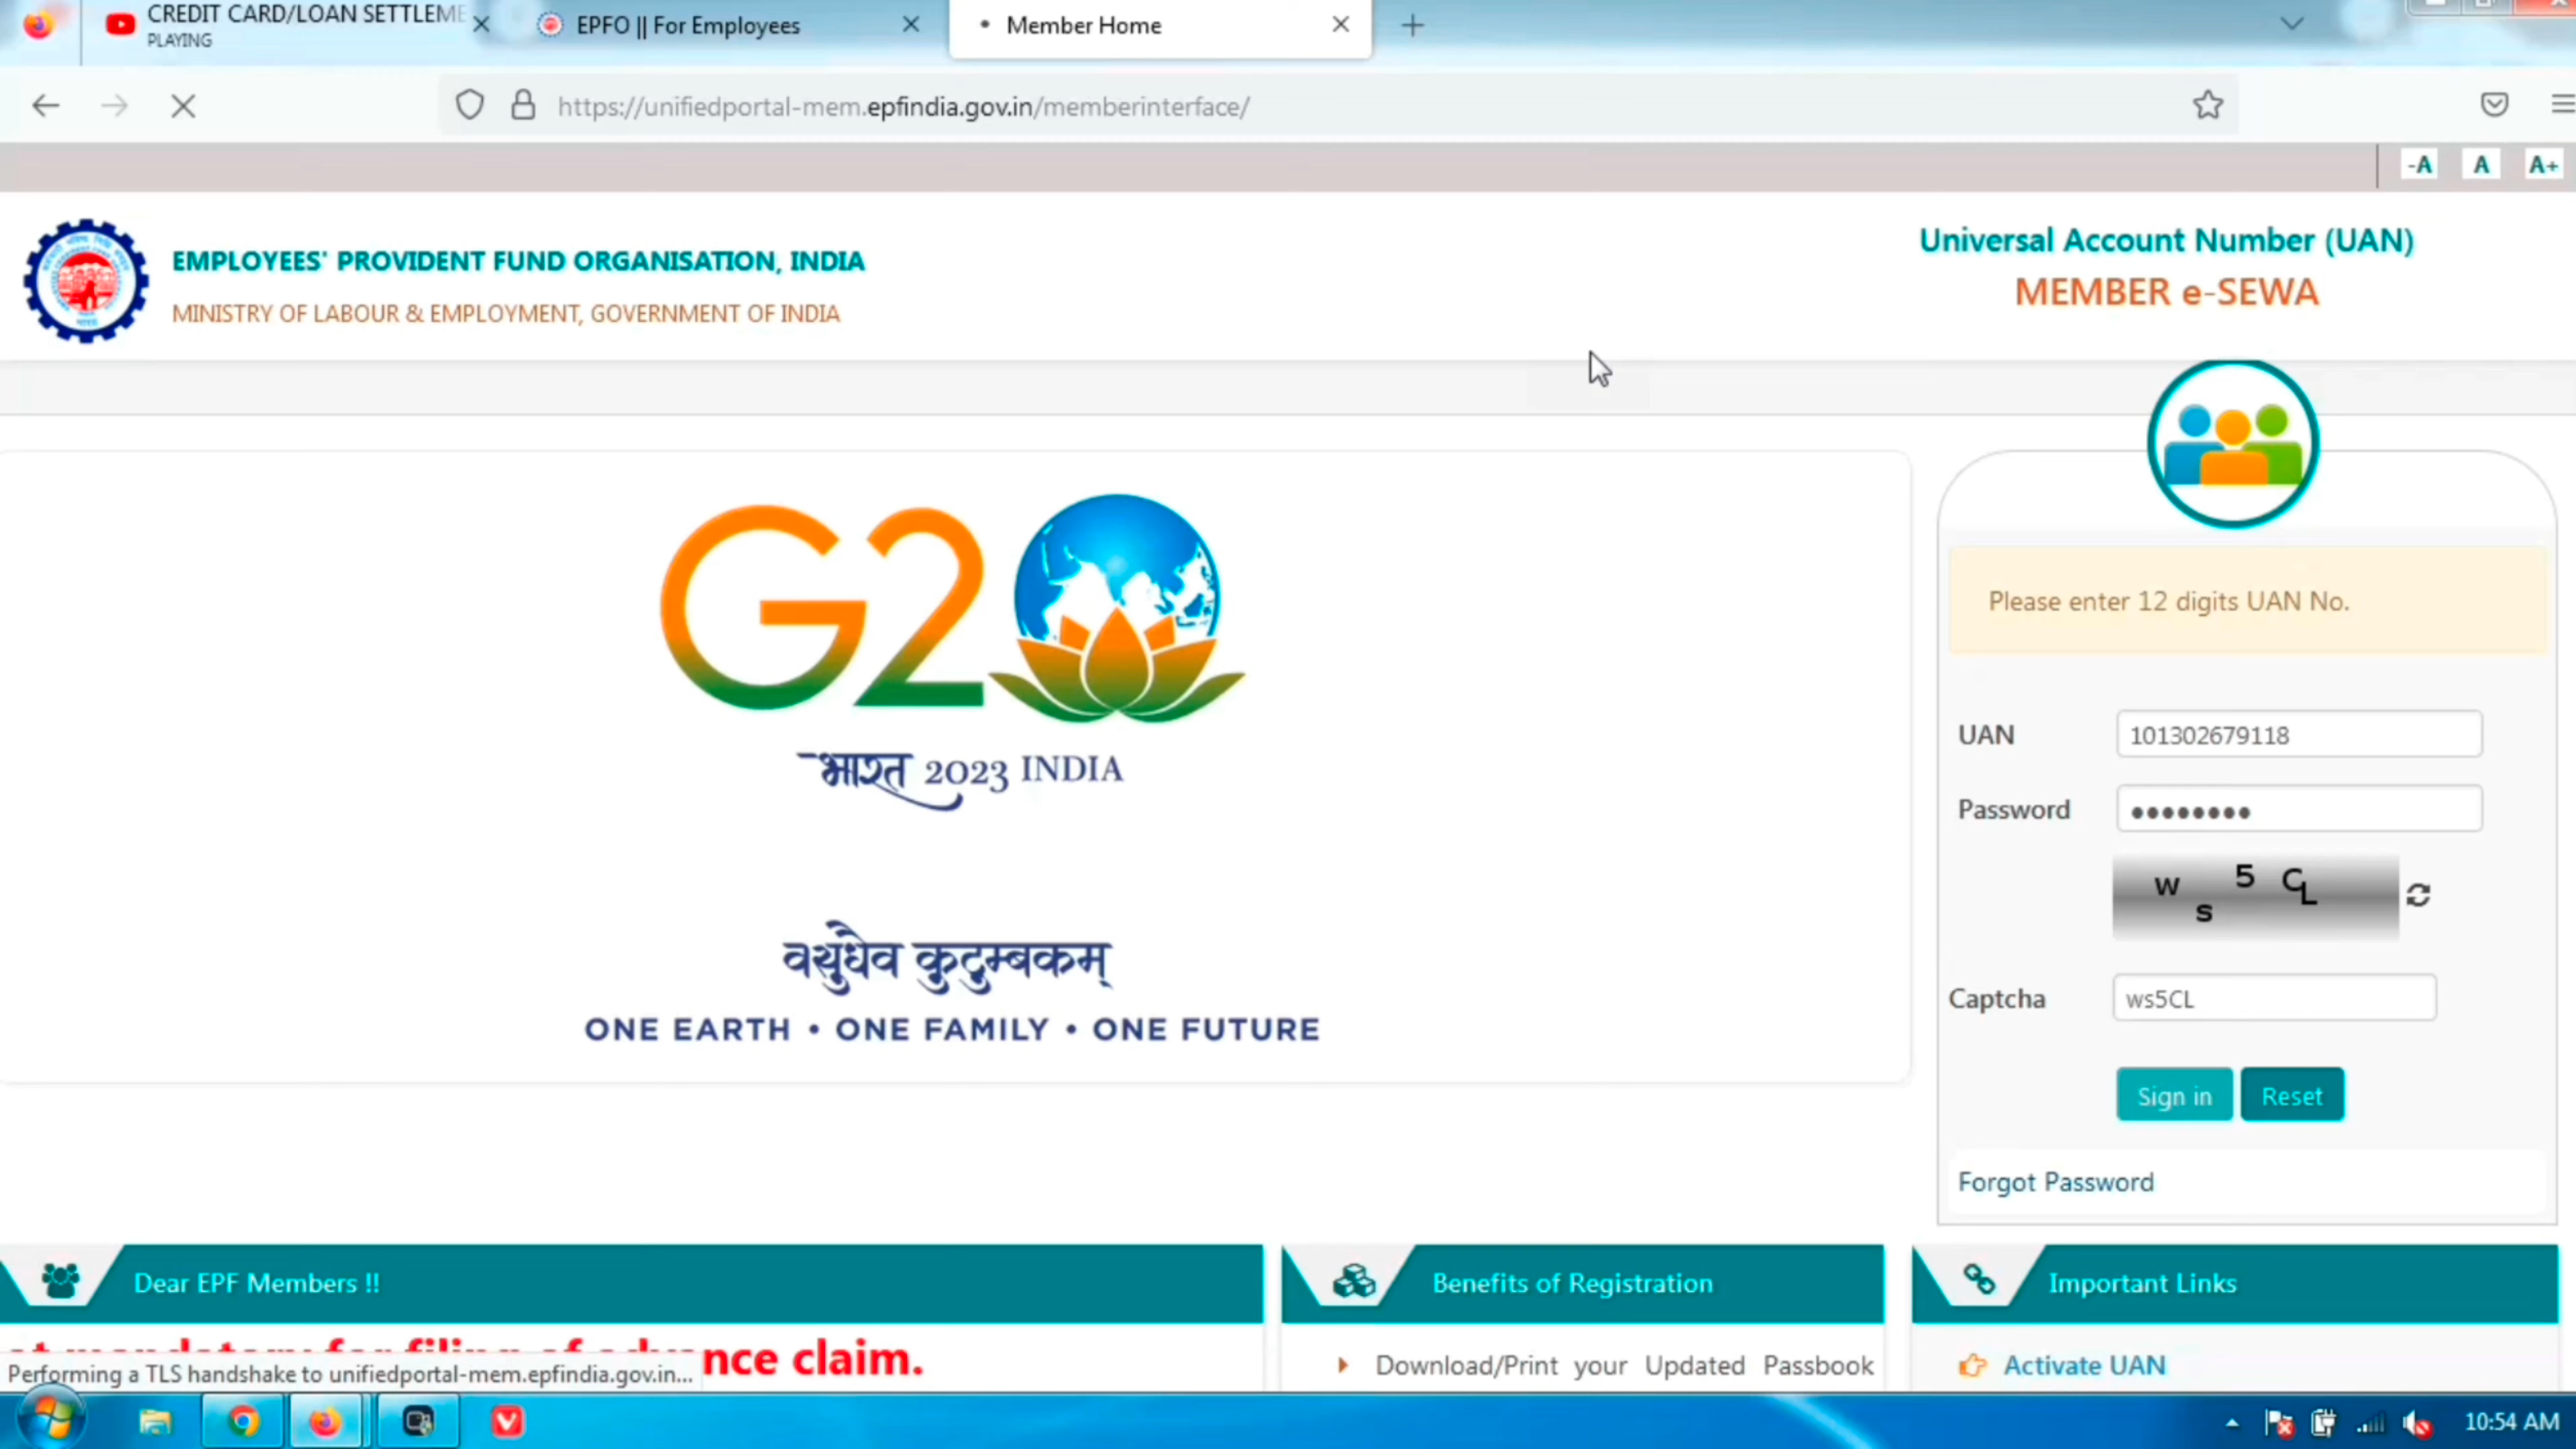 CREDIT CARD/LOAN SETTLEME
PLAYING
EPFO || For Employees
Member Home
https://unifiedportal-mem.epfindia.gov.in/memberinterface/
-A A A+
EMPLOYEES' PROVIDENT FUND ORGANISATION, INDIA
MINISTRY OF LABOUR & EMPLOYMENT, GOVERNMENT OF INDIA
Universal Account Number (UAN)
MEMBER e-SEWA
G20
भारत 2023 INDIA
वसुधैव कुटुम्बकम्
ONE EARTH • ONE FAMILY • ONE FUTURE
Please enter 12 digits UAN No.
UAN 101302679118
Password
ws5CL
Captcha ws5CL
Sign in Reset
Forgot Password
Dear EPF Members !!
nce claim.
Benefits of Registration
Download/Print your Updated Passbook
Important Links
Activate UAN
Performing a TLS handshake to unifiedportal-mem.epfindia.gov.in...
10:54 AM